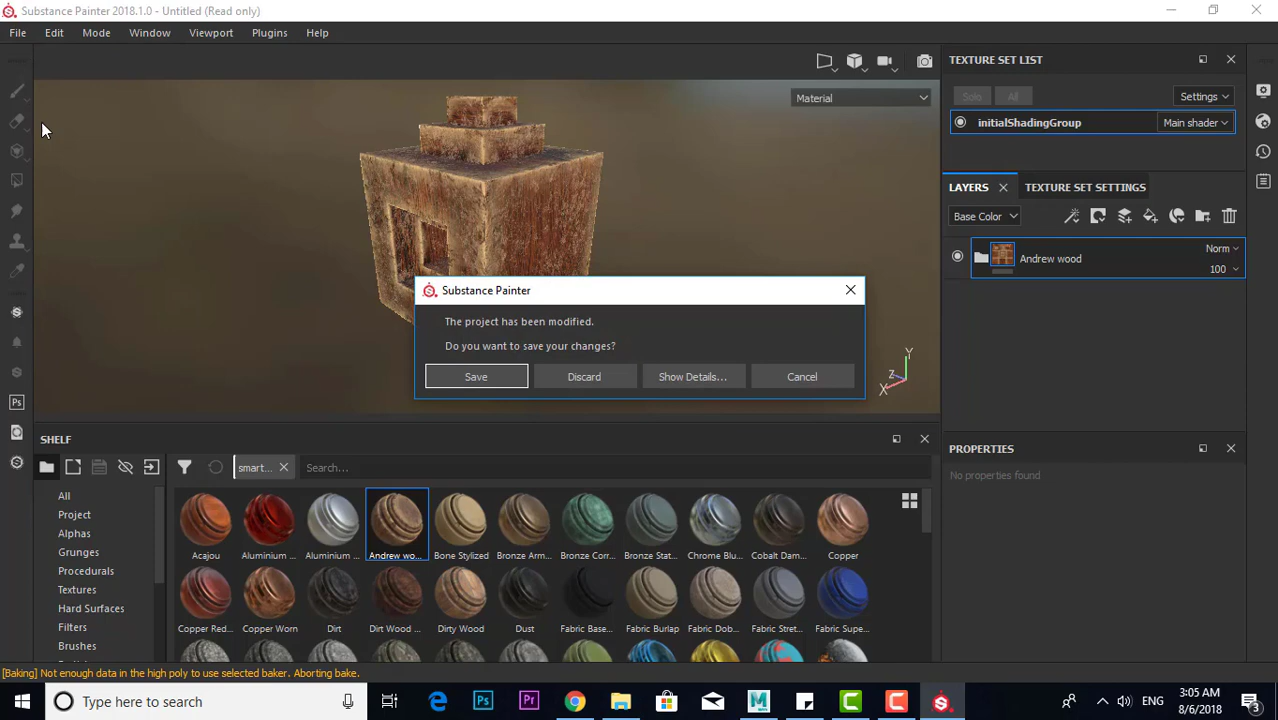 Substance Painter 2018.1.0 - Untitled (Read only)
File Edit Mode Window Viewport Plugins Help
Material
TEXTURE SET LIST
Solo All Settings
initialShadingGroup Main shader
LAYERS TEXTURE SET SETTINGS
Base Color
Andrew wood Norm
100
Substance Painter
The project has been modified.
Do you want to save your changes?
Save Discard Show Details... Cancel
Y
Z
X
SHELF
PROPERTIES
No properties found
smart... Search...
All
Project
Alphas
Grunges
Procedurals
Textures
Hard Surfaces
Filters
Brushes
Acajou Aluminium ... Aluminium ... Andrew wo... Bone Stylized Bronze Arm... Bronze Corr... Bronze Stat... Chrome Blu... Cobalt Dam... Copper
Copper Red... Copper Worn Dirt Dirt Wood ... Dirty Wood Dust Fabric Base... Fabric Burlap Fabric Dob... Fabric Stret... Fabric Supe...
[Baking] Not enough data in the high poly to use selected baker. Aborting bake.
Type here to search
Ps
Ps
Pr
M
C
C
ENG
3:05 AM
8/6/2018
3